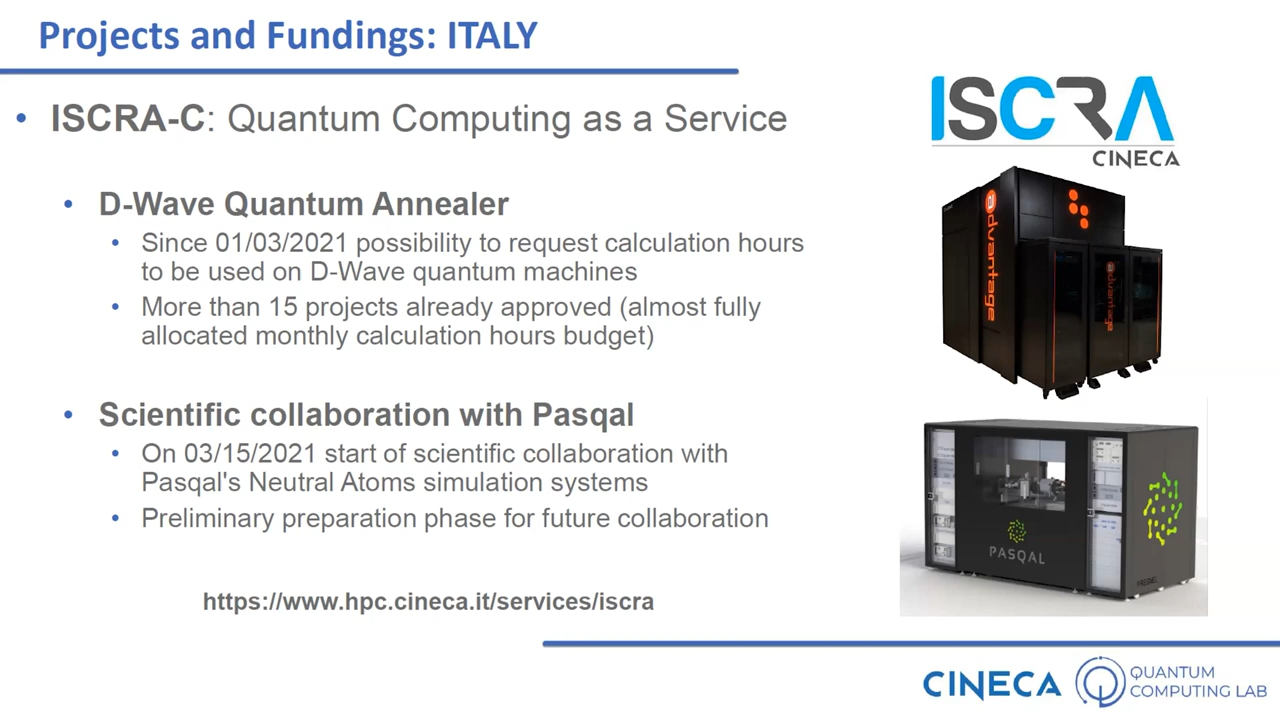 Projects and Fundings: ITALY
• ISCRA-C: Quantum Computing as a Service
ISCRA
CINECA
• D-Wave Quantum Annealer
• Since 01/03/2021 possibility to request calculation hours
to be used on D-Wave quantum machines
• More than 15 projects already approved (almost fully
allocated monthly calculation hours budget)
advantage
advantage
• Scientific collaboration with Pasqal
• On 03/15/2021 start of scientific collaboration with
Pasqal's Neutral Atoms simulation systems
• Preliminary preparation phase for future collaboration
PASQAL
https://www.hpc.cineca.it/services/iscra
CINECA
QUANTUM
COMPUTING LAB